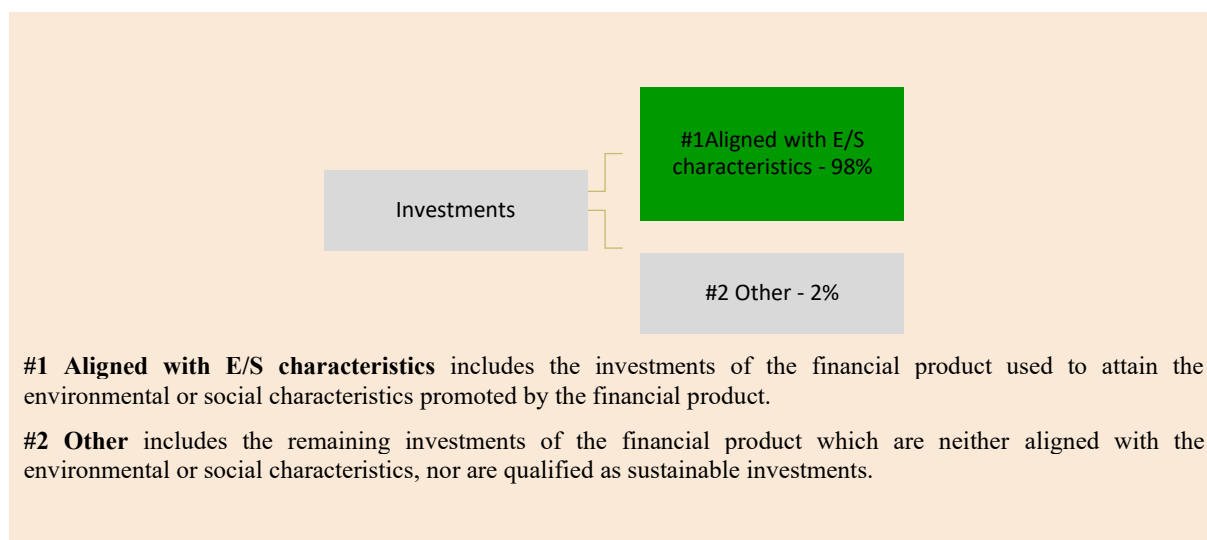 #1Aligned with E/S
characteristics - 98%
Investments
#2 Other - 2%
#1 Aligned with E/S characteristics includes the investments of the financial product used to attain the
environmental or social characteristics promoted by the financial product.
#2 Other includes the remaining investments of the financial product which are neither aligned with the
environmental or social characteristics, nor are qualified as sustainable investments.